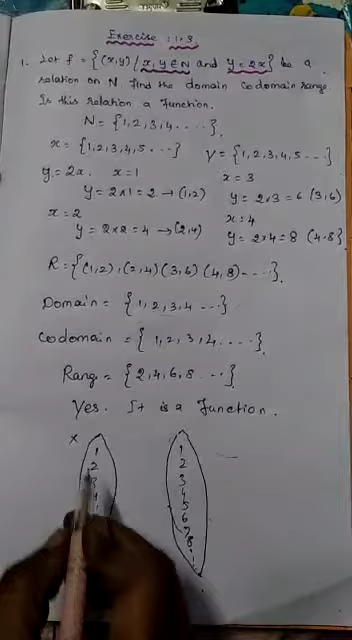 Exercise : 1.3
1. Let f = {(x,y) / x, y ∈ N and y = 2x} be a
relation on N find the domain codomain range.
Is this relation a function.
N = {1, 2, 3, 4 ....}.
x = {1, 2, 3, 4, 5 ...} Y = {1, 2, 3, 4, 5 ...}
y = 2x. x = 1 x = 3
y = 2×1 = 2 → (1,2) y = 2×3 = 6 (3,6)
x = 2 x = 4
y = 2×2 = 4 → (2,4) y = 2×4 = 8 (4,8}
R = {(1,2), (2,4) (3,6) (4,8) ....}.
Domain = {1, 2, 3, 4 ...}
Codomain = {1, 2, 3, 4 ....}.
Range = {2, 4, 6, 8 ...}
Yes. It is a function.
x
1 1
2 2
3 3
4 4
5
6
7
8